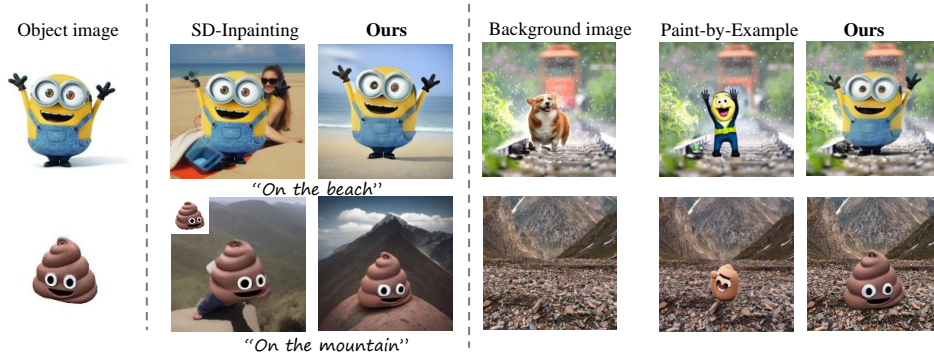 Object image
SD-Inpainting
Ours
Background image
Paint-by-Example
Ours
“On the beach”
“On the mountain”